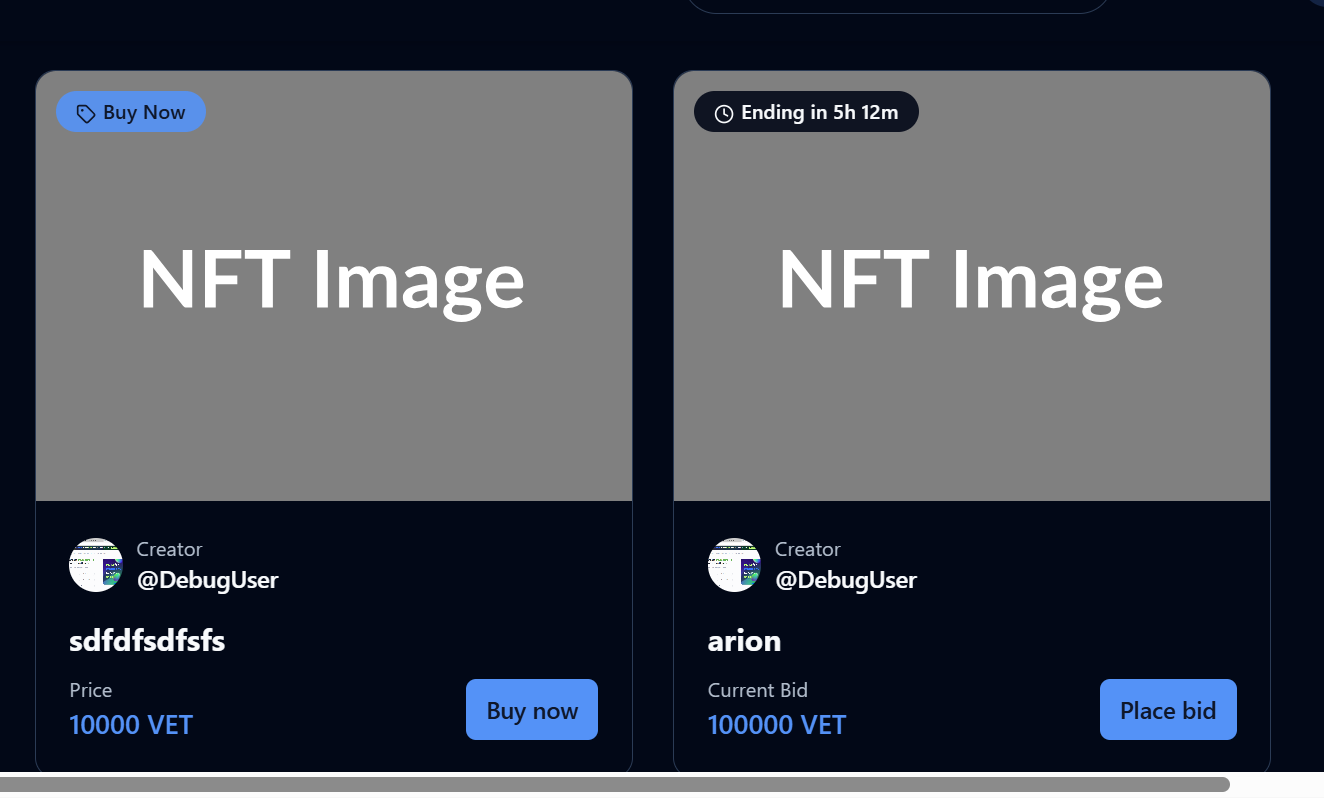 Buy Now
NFT Image
Creator
@DebugUser
sdfdfsdfsfs
Price
10000 VET
Buy now
Ending in 5h 12m
NFT Image
Creator
@DebugUser
arion
Current Bid
100000 VET
Place bid